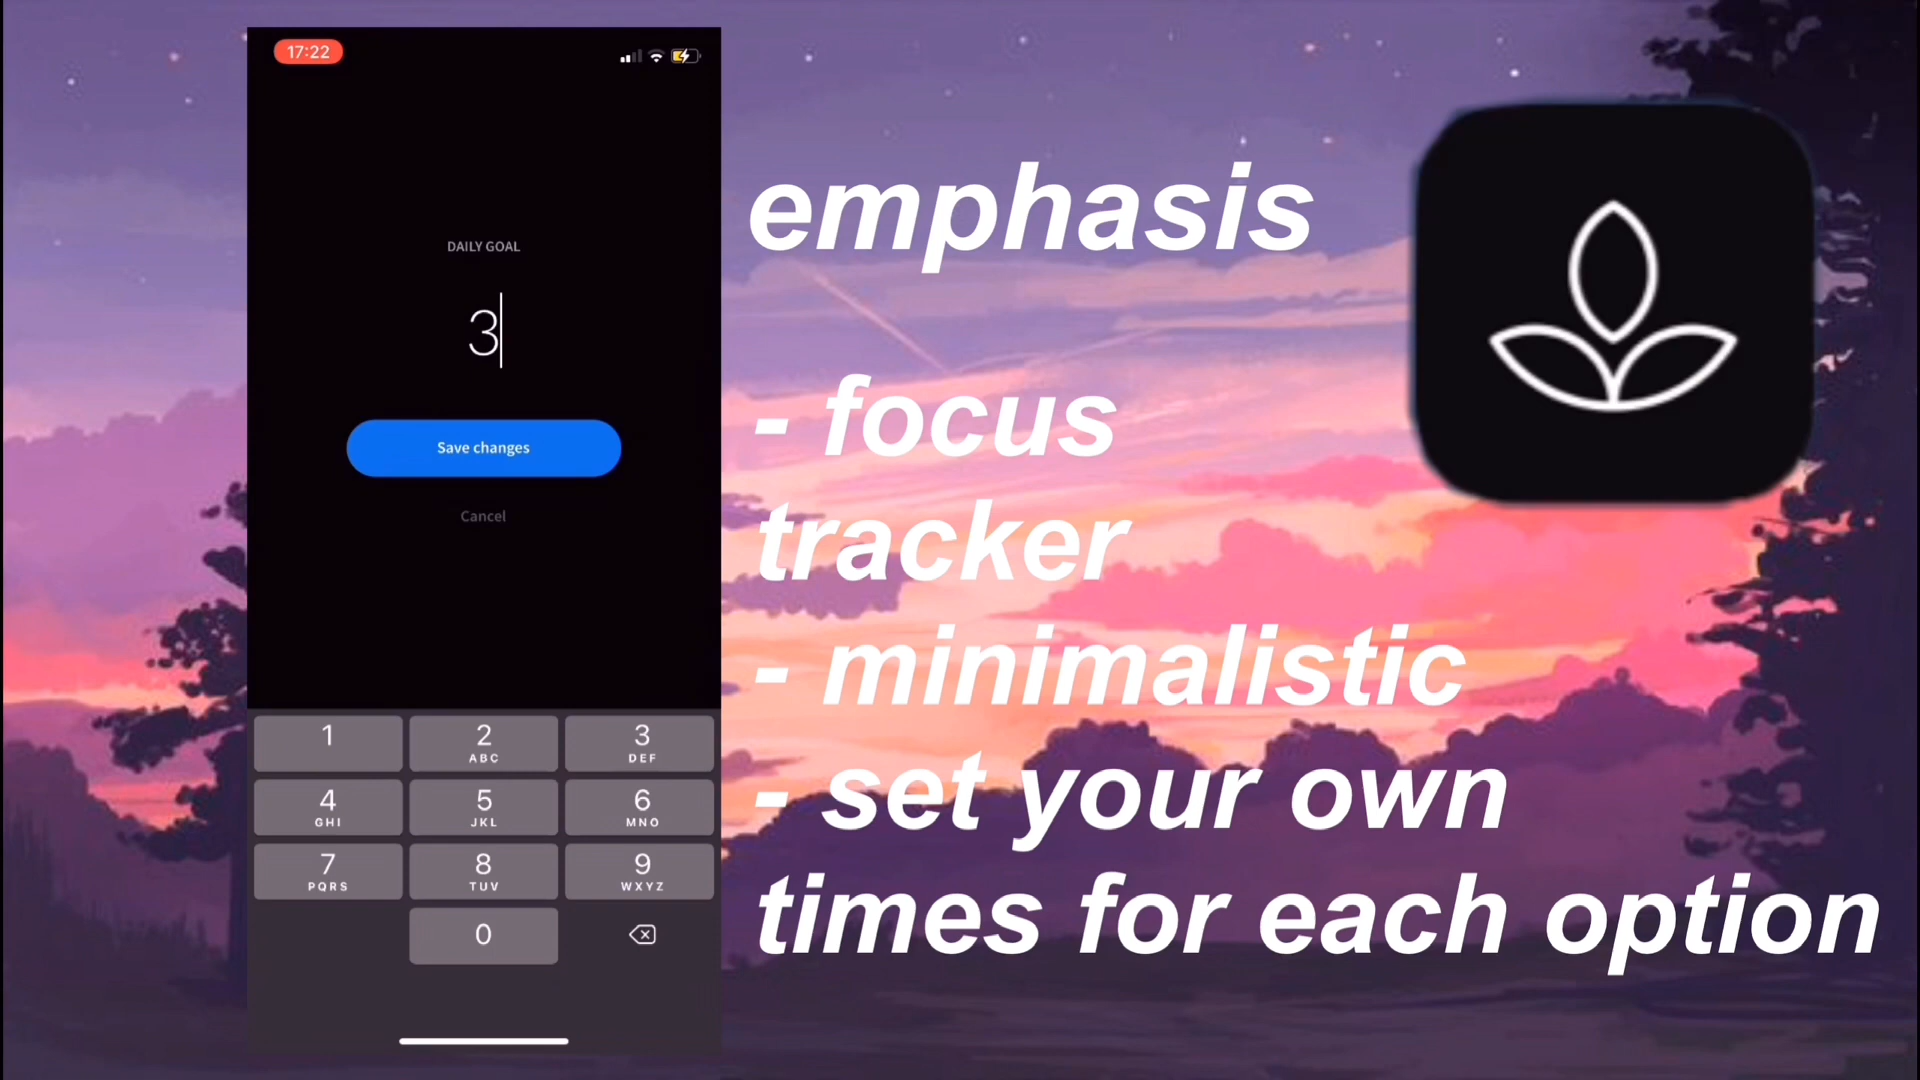 17:22
DAILY GOAL
3
Save changes
Cancel
1
2
ABC
3
DEF
4
GHI
5
JKL
6
MNO
7
PQRS
8
TUV
9
WXYZ
0
emphasis
- focus
tracker
- minimalistic
- set your own
times for each option